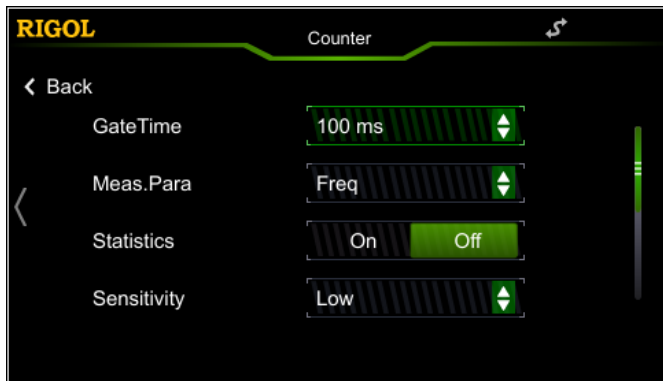 RIGOL
Counter
Back
GateTime 100 ms
Meas.Para Freq
Statistics On Off
Sensitivity Low